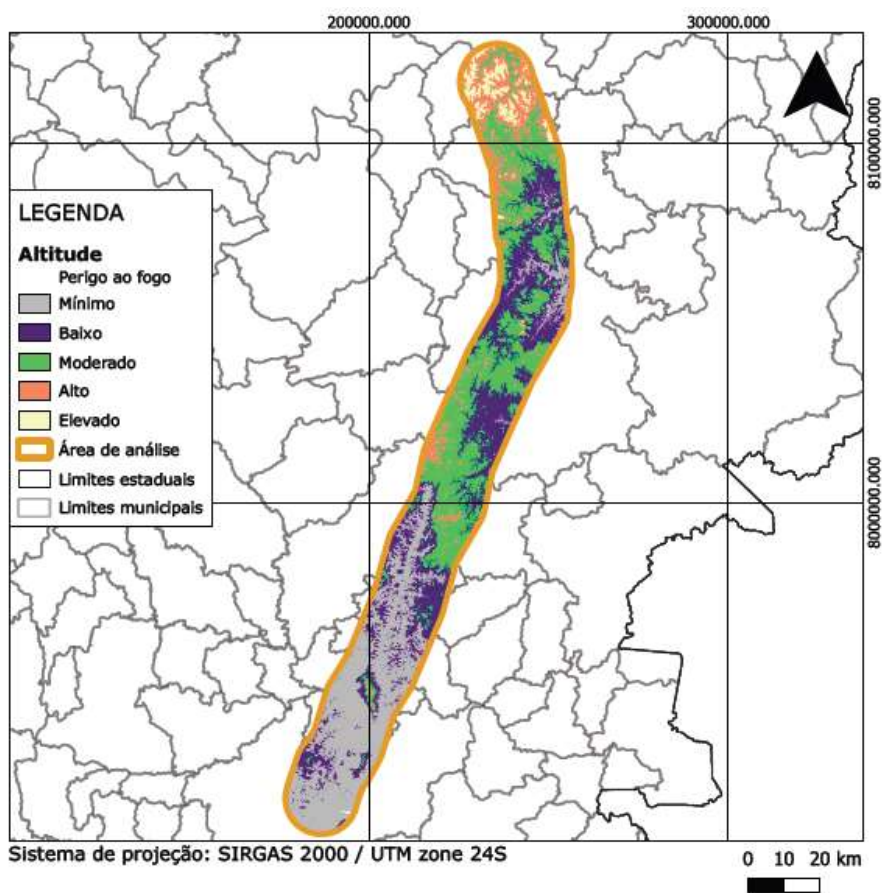 200000.000 300000.000
8100000.000
LEGENDA
Altitude
Perigo ao fogo
Mínimo
Baixo
Moderado
Alto
Elevado
Área de análise
Limites estaduais
Limites municipais
8000000.000
Sistema de projeção: SIRGAS 2000 / UTM zone 24S
0 10 20 km